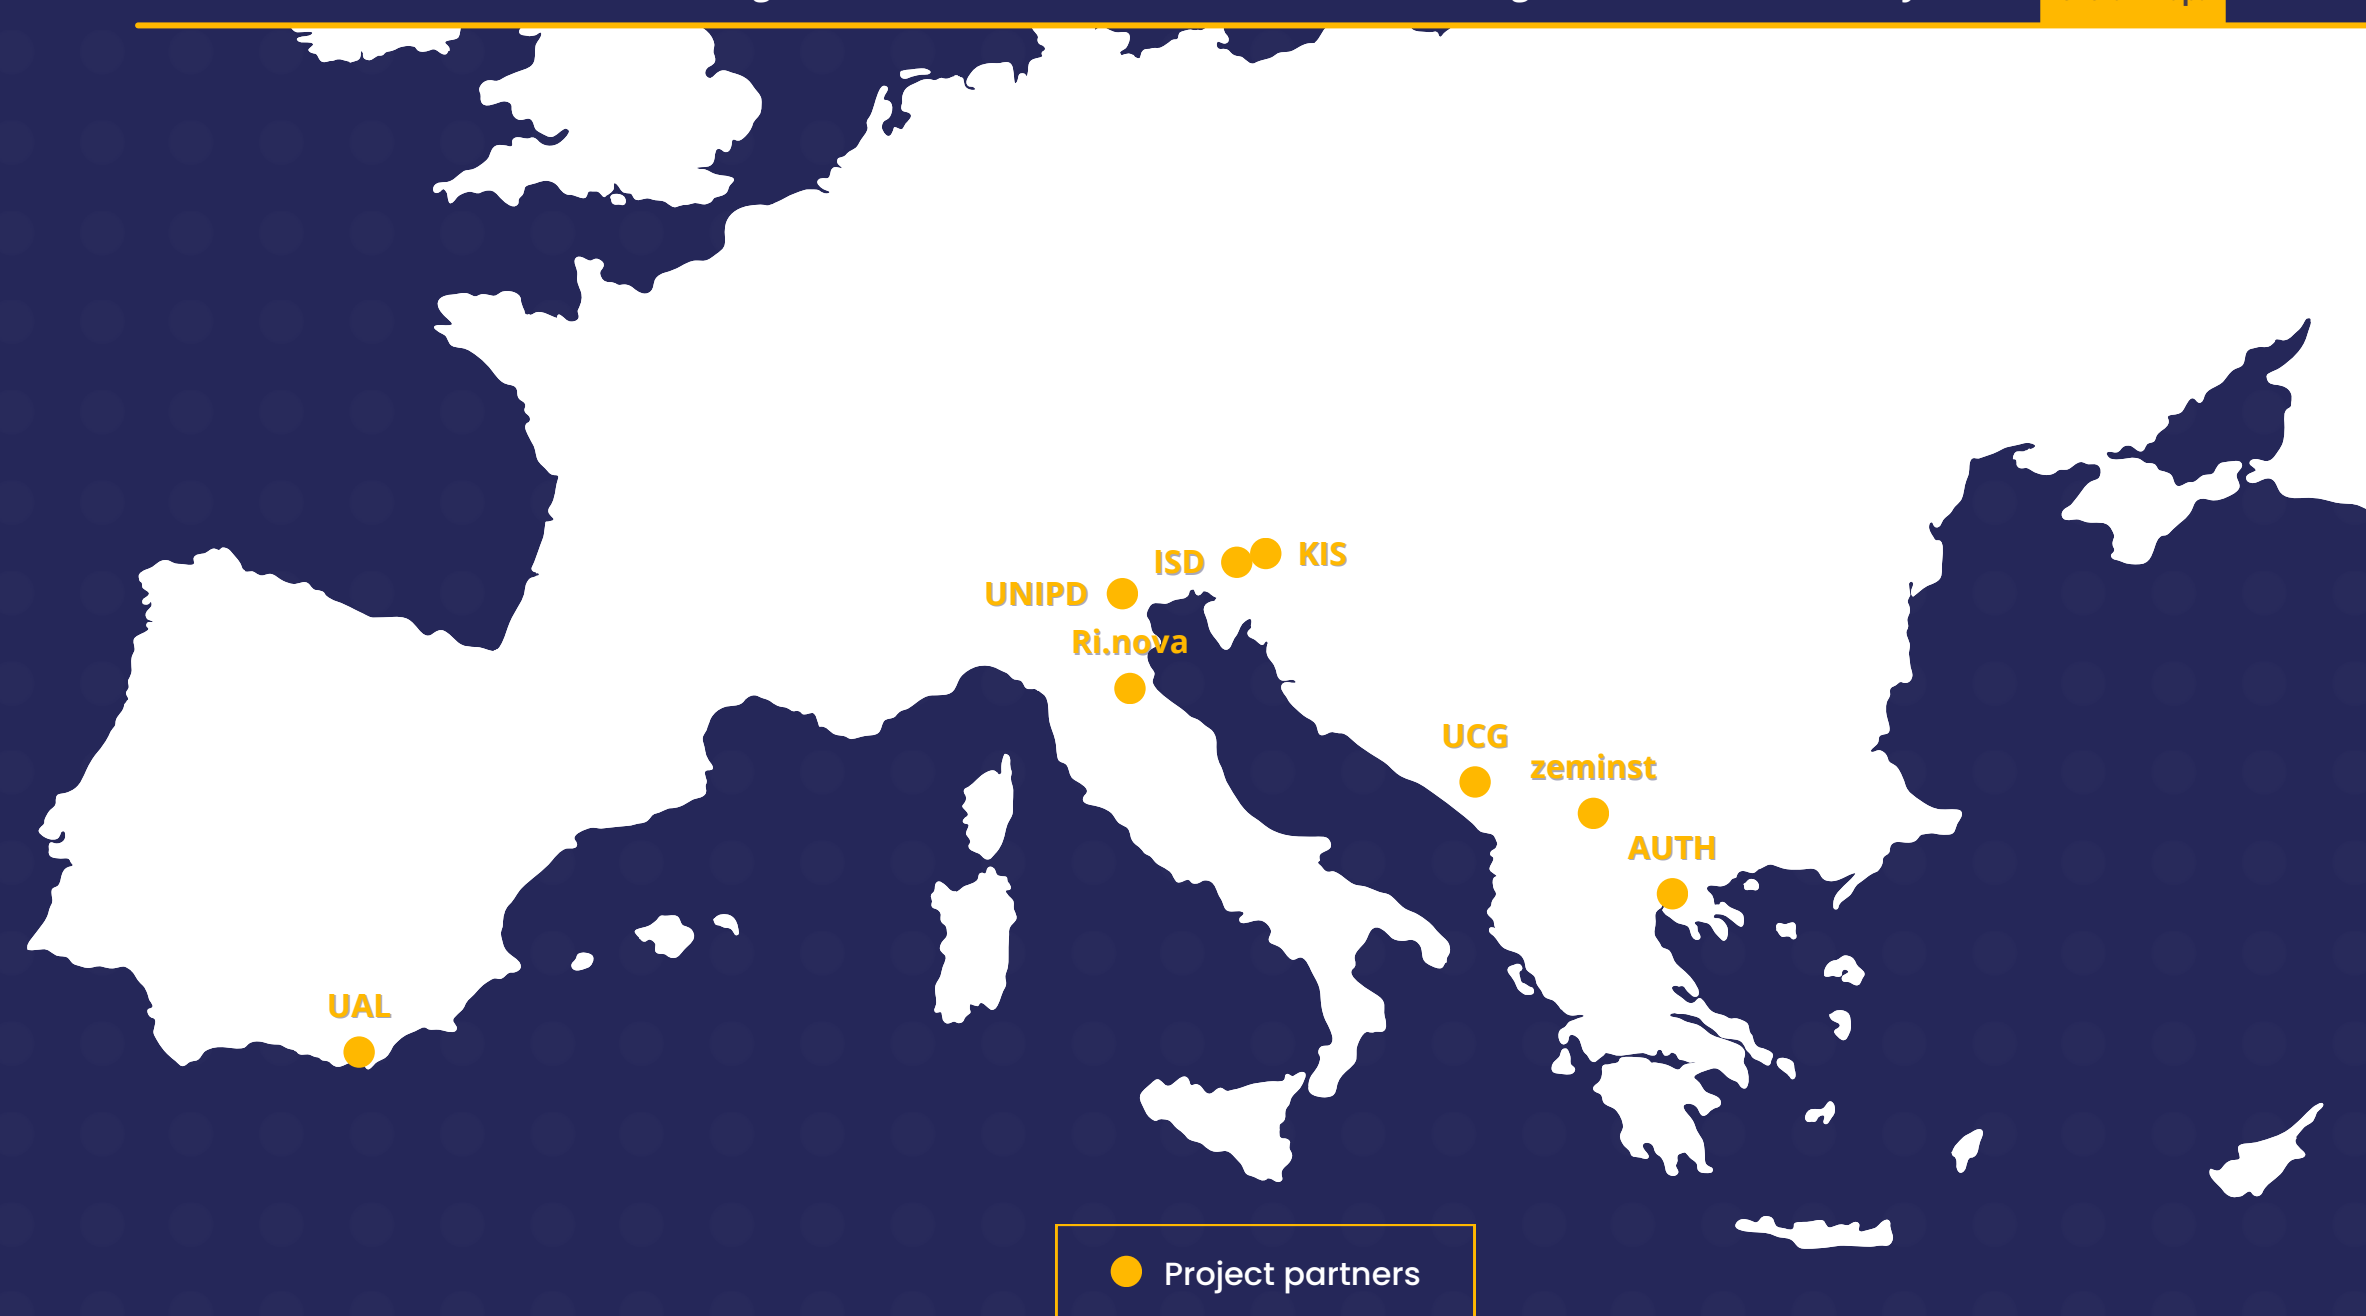 ISD
KIS
UNIPD
Ri.nova
UCG
zeminst
AUTH
UAL
Project partners